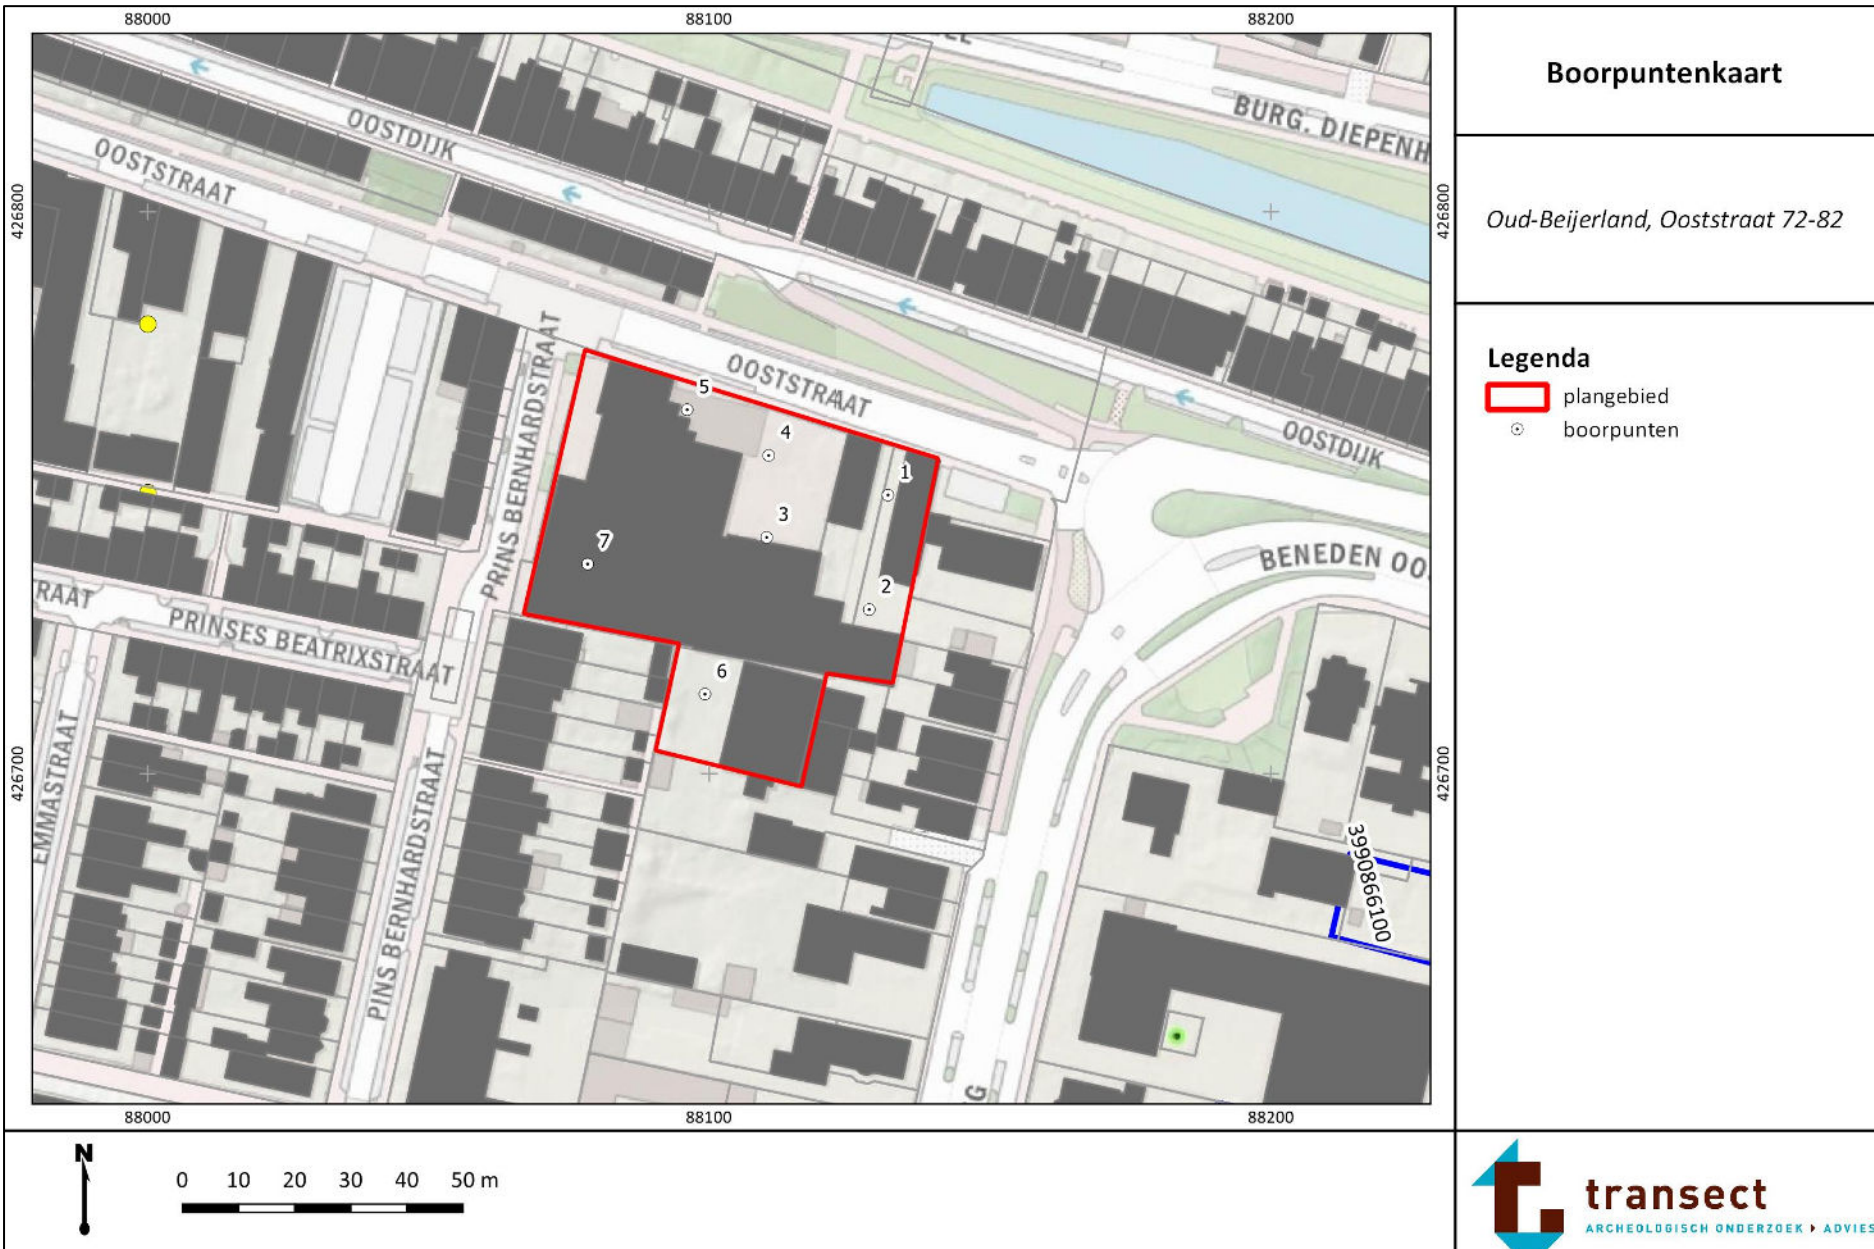 88000
88100
88200
426800
426800
426700
426700
BURG. DIEPENH
OOSTDIJK
OOSTSTRAAT
PRINS BERNHARDSTRAAT
OOSTSTRAAT
OOSTDIJK
5
4
1
3
7
2
6
BENEDEN OO
RAAT
PRINSES BEATRIXSTRAAT
EMMASTRAAT
PINS BERNHARDSTRAAT
3990866100
G
88000
88100
88200
N
0 10 20 30 40 50 m
Boorpuntenkaart
Oud-Beijerland, Ooststraat 72-82
Legenda
plangebied
boorpunten
transect
ARCHEOLOGISCH ONDERZOEK ▸ ADVIES